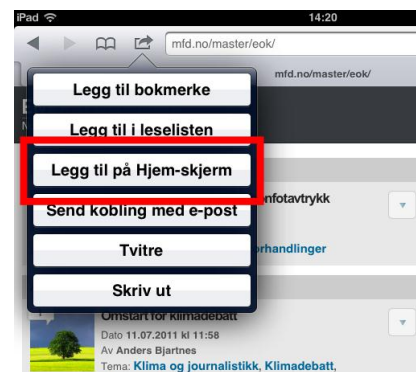 iPad 14:20
mfd.no/master/eok/
mfd.no/master/eok/
Legg til bokmerke
Legg til i leselisten
Legg til på Hjem-skjerm
nfotavtrykk
Send kobling med e-post
Tvitre
rhandlinger
Skriv ut
Omstart for klimadebatt
Dato 11.07.2011 kl 11:58
Av Anders Bjartnes
Tema: Klima og journalistikk, Klimadebatt,